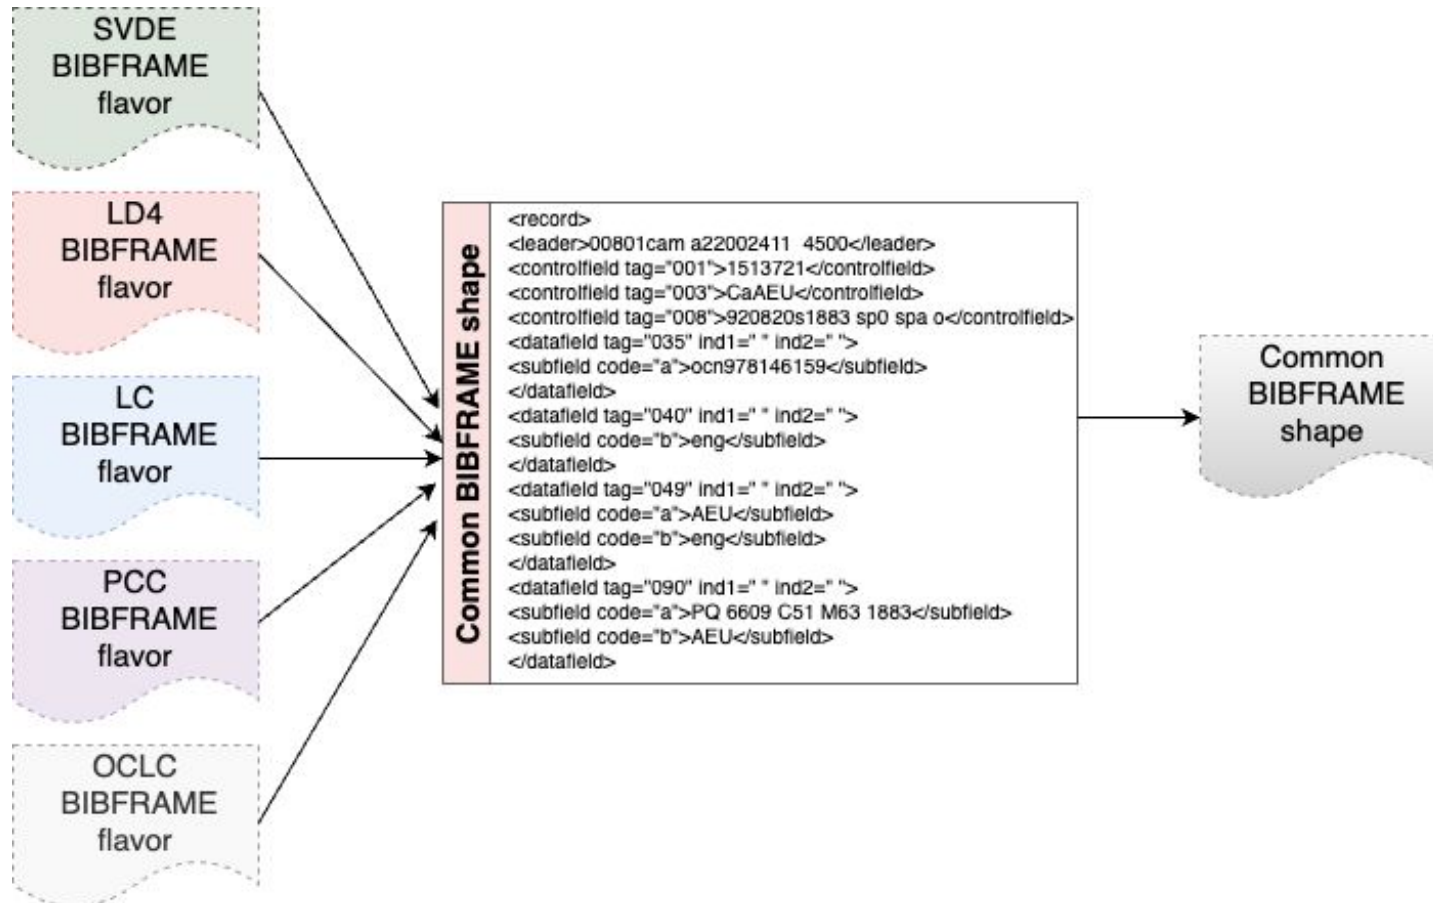 SVDE
BIBFRAME
flavor
LD4
BIBFRAME
flavor
LC
BIBFRAME
flavor
PCC
BIBFRAME
flavor
OCLC
BIBFRAME
flavor
Common BIBFRAME shape
<record>
<leader>00801cam a22002411  4500</leader>
<controlfield tag="001">1513721</controlfield>
<controlfield tag="003">CaAEU</controlfield>
<controlfield tag="008">920820s1883 sp0 spa o</controlfield>
<datafield tag="035" ind1=" " ind2=" ">
<subfield code="a">ocn978146159</subfield>
</datafield>
<datafield tag="040" ind1=" " ind2=" ">
<subfield code="b">eng</subfield>
</datafield>
<datafield tag="049" ind1=" " ind2=" ">
<subfield code="a">AEU</subfield>
<subfield code="b">eng</subfield>
</datafield>
<datafield tag="090" ind1=" " ind2=" ">
<subfield code="a">PQ 6609 C51 M63 1883</subfield>
<subfield code="b">AEU</subfield>
</datafield>
Common
BIBFRAME
shape